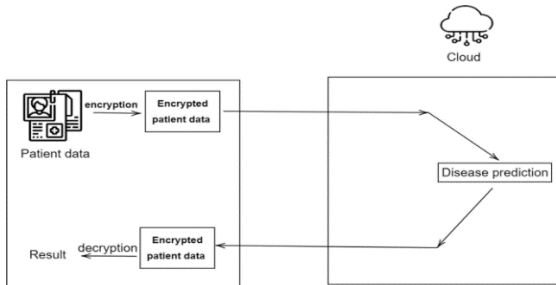 Cloud
encryption
Encrypted
patient data
Patient data
Disease prediction
Encrypted
patient data
decryption
Result